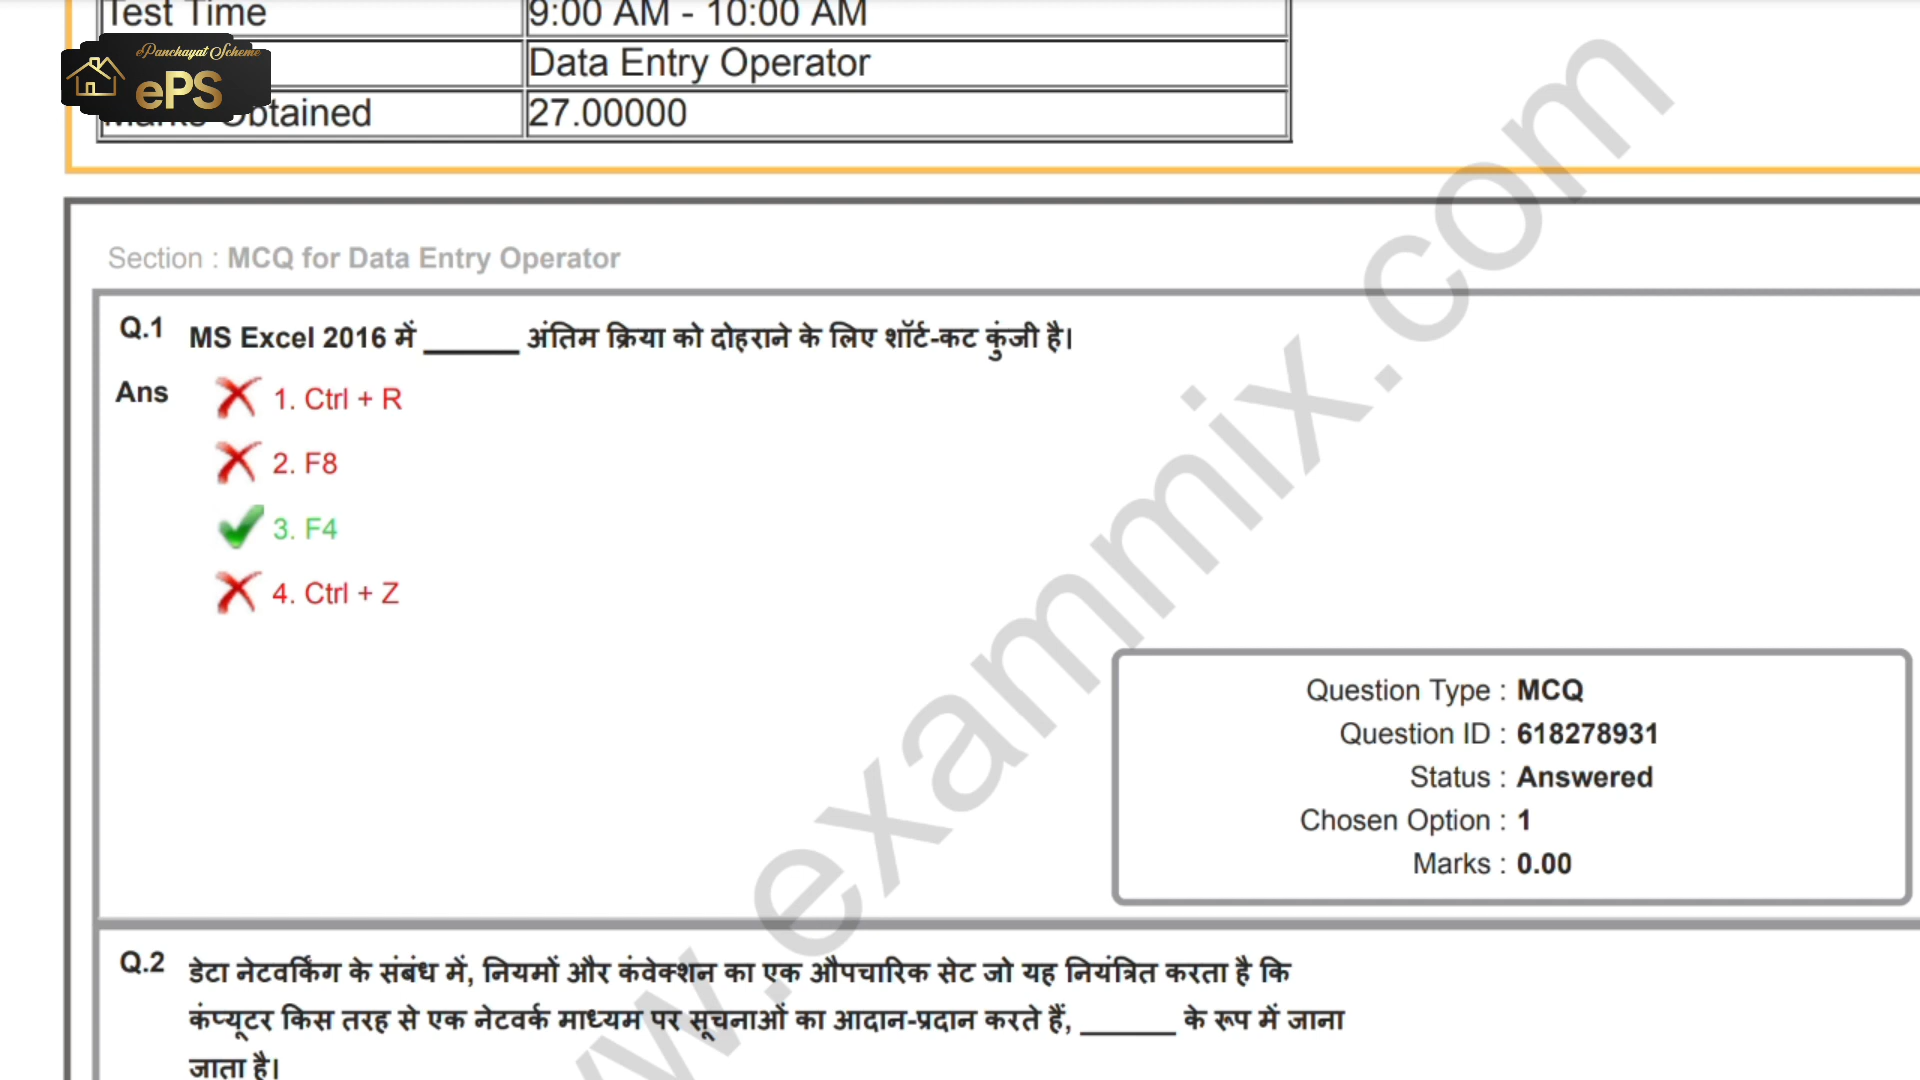 Test Time 9:00 AM - 10:00 AM
ePanchayat Scheme
ePS
Data Entry Operator
Obtained 27.00000
Section : MCQ for Data Entry Operator
Q.1 MS Excel 2016 में ______ अंतिम क्रिया को दोहराने के लिए शॉर्ट-कट कुंजी है।
Ans 1. Ctrl + R
2. F8
3. F4
4. Ctrl + Z
Question Type : MCQ
Question ID : 618278931
Status : Answered
Chosen Option : 1
Marks : 0.00
Q.2 डेटा नेटवर्किंग के संबंध में, नियमों और कंवेक्शन का एक औपचारिक सेट जो यह नियंत्रित करता है कि
कंप्यूटर किस तरह से एक नेटवर्क माध्यम पर सूचनाओं का आदान-प्रदान करते हैं, ______ के रूप में जाना
जाता है।
w.exammix.com